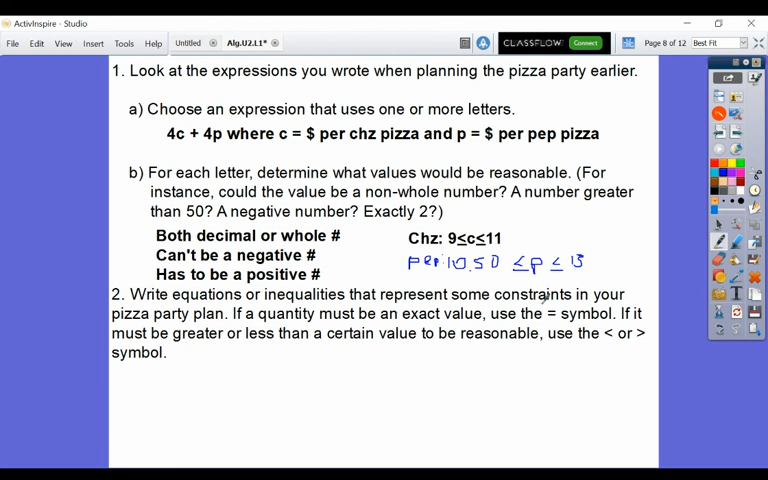 ActivInspire - Studio
File Edit View Insert Tools Help Untitled Alg.U2.L1* CLASSFLOW Connect Page 8 of 12 Best Fit
1. Look at the expressions you wrote when planning the pizza party earlier.
a) Choose an expression that uses one or more letters.
4c + 4p where c = $ per chz pizza and p = $ per pep pizza
b) For each letter, determine what values would be reasonable. (For
instance, could the value be a non-whole number? A number greater
than 50? A negative number? Exactly 2?)
Both decimal or whole #
Can't be a negative #
Has to be a positive #
Chz: 9≤c≤11
pep: 10.50 ≤ p ≤ 13
2. Write equations or inequalities that represent some constraints in your
pizza party plan. If a quantity must be an exact value, use the = symbol. If it
must be greater or less than a certain value to be reasonable, use the < or >
symbol.